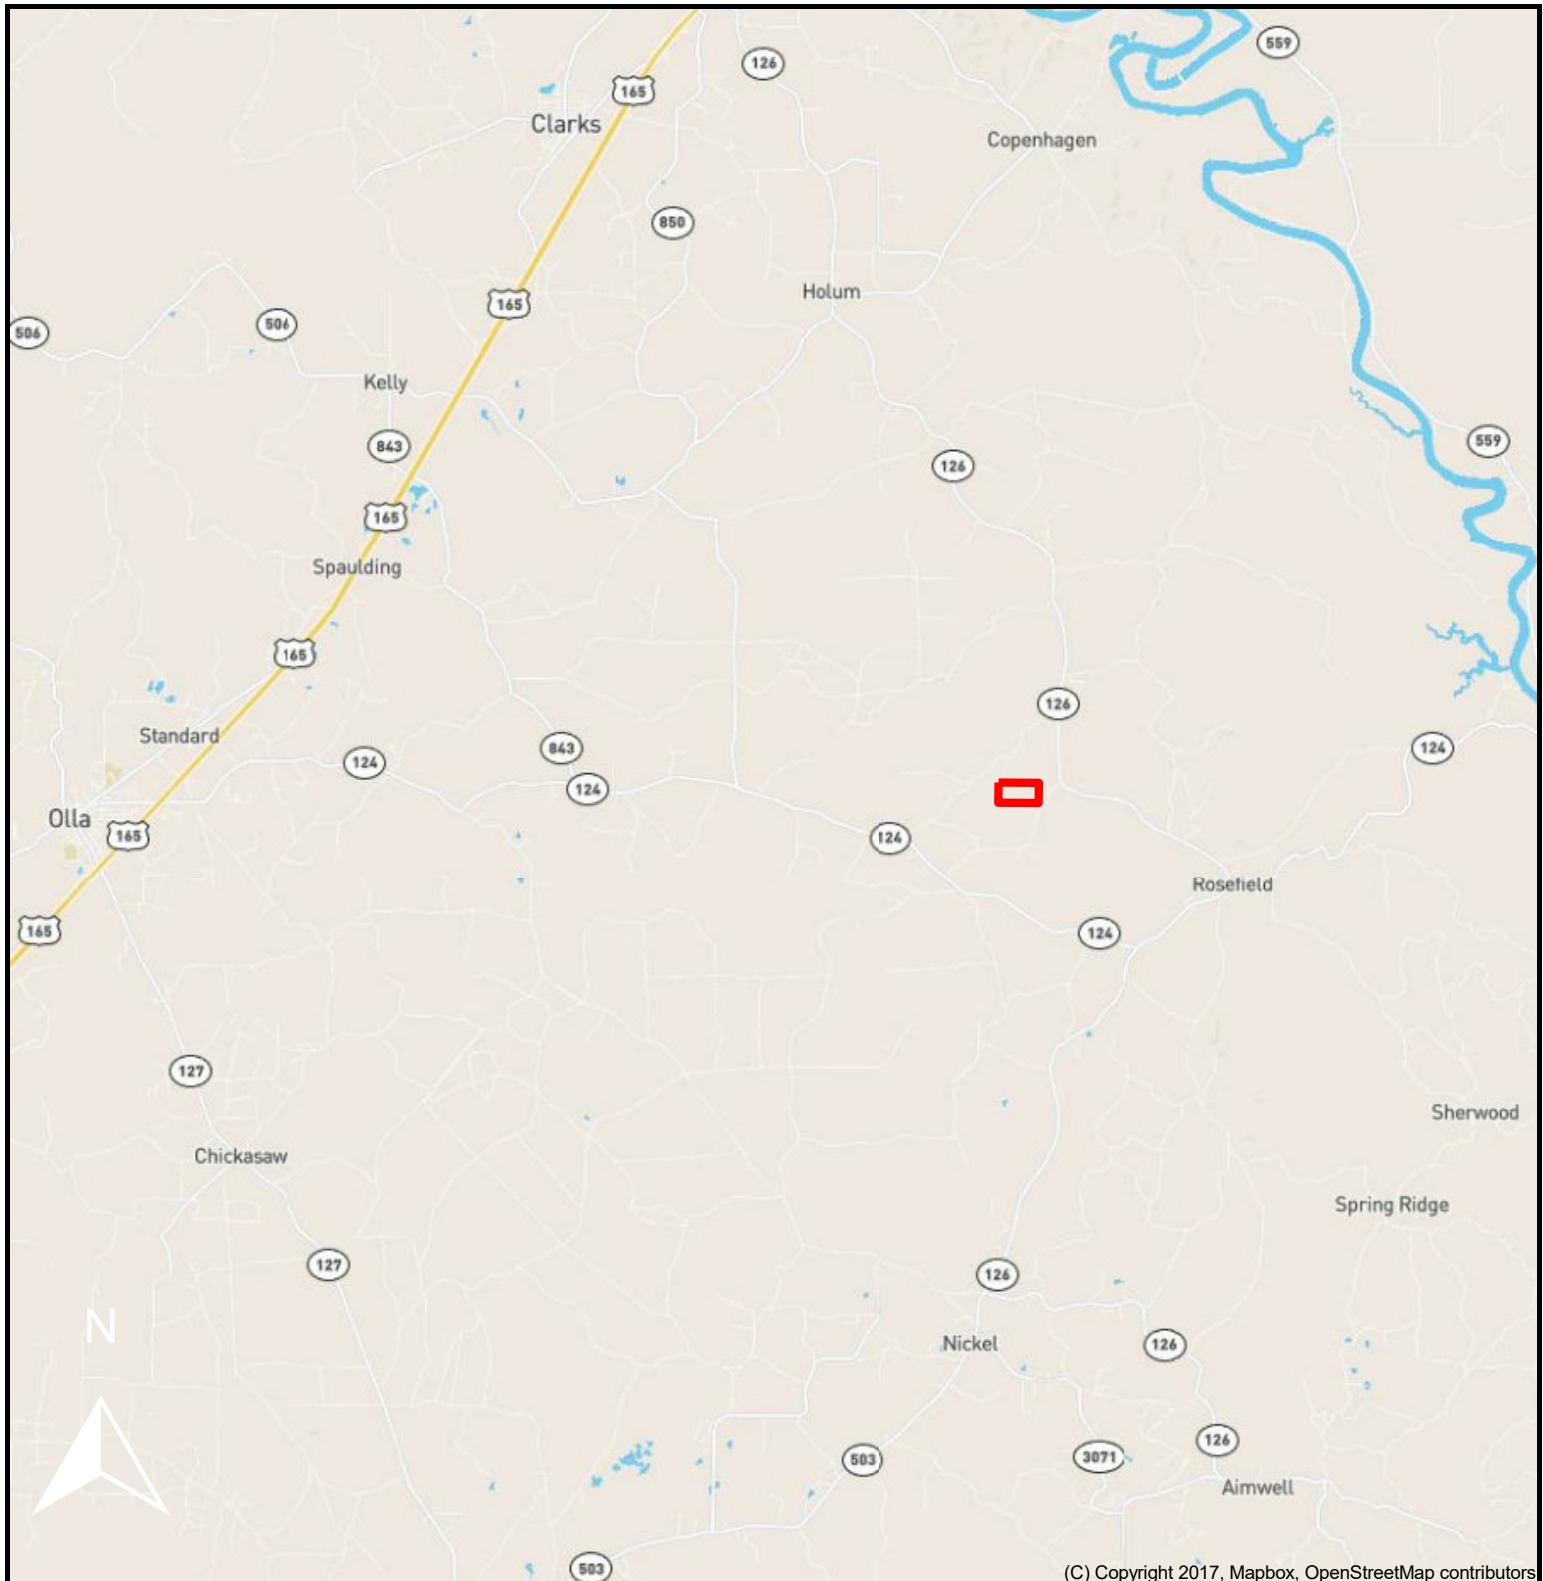 559
126
165
Clarks
Copenhagen
850
Holum
165
506
506
Kelly
843
559
126
165
Spaulding
165
126
Standard
843
124
124
124
Olla
165
124
Rosefield
165
124
127
Sherwood
Chickasaw
Spring Ridge
127
126
N
Nickel
126
126
503
3071
Aimwell
503
(C) Copyright 2017, Mapbox, OpenStreetMap contributors